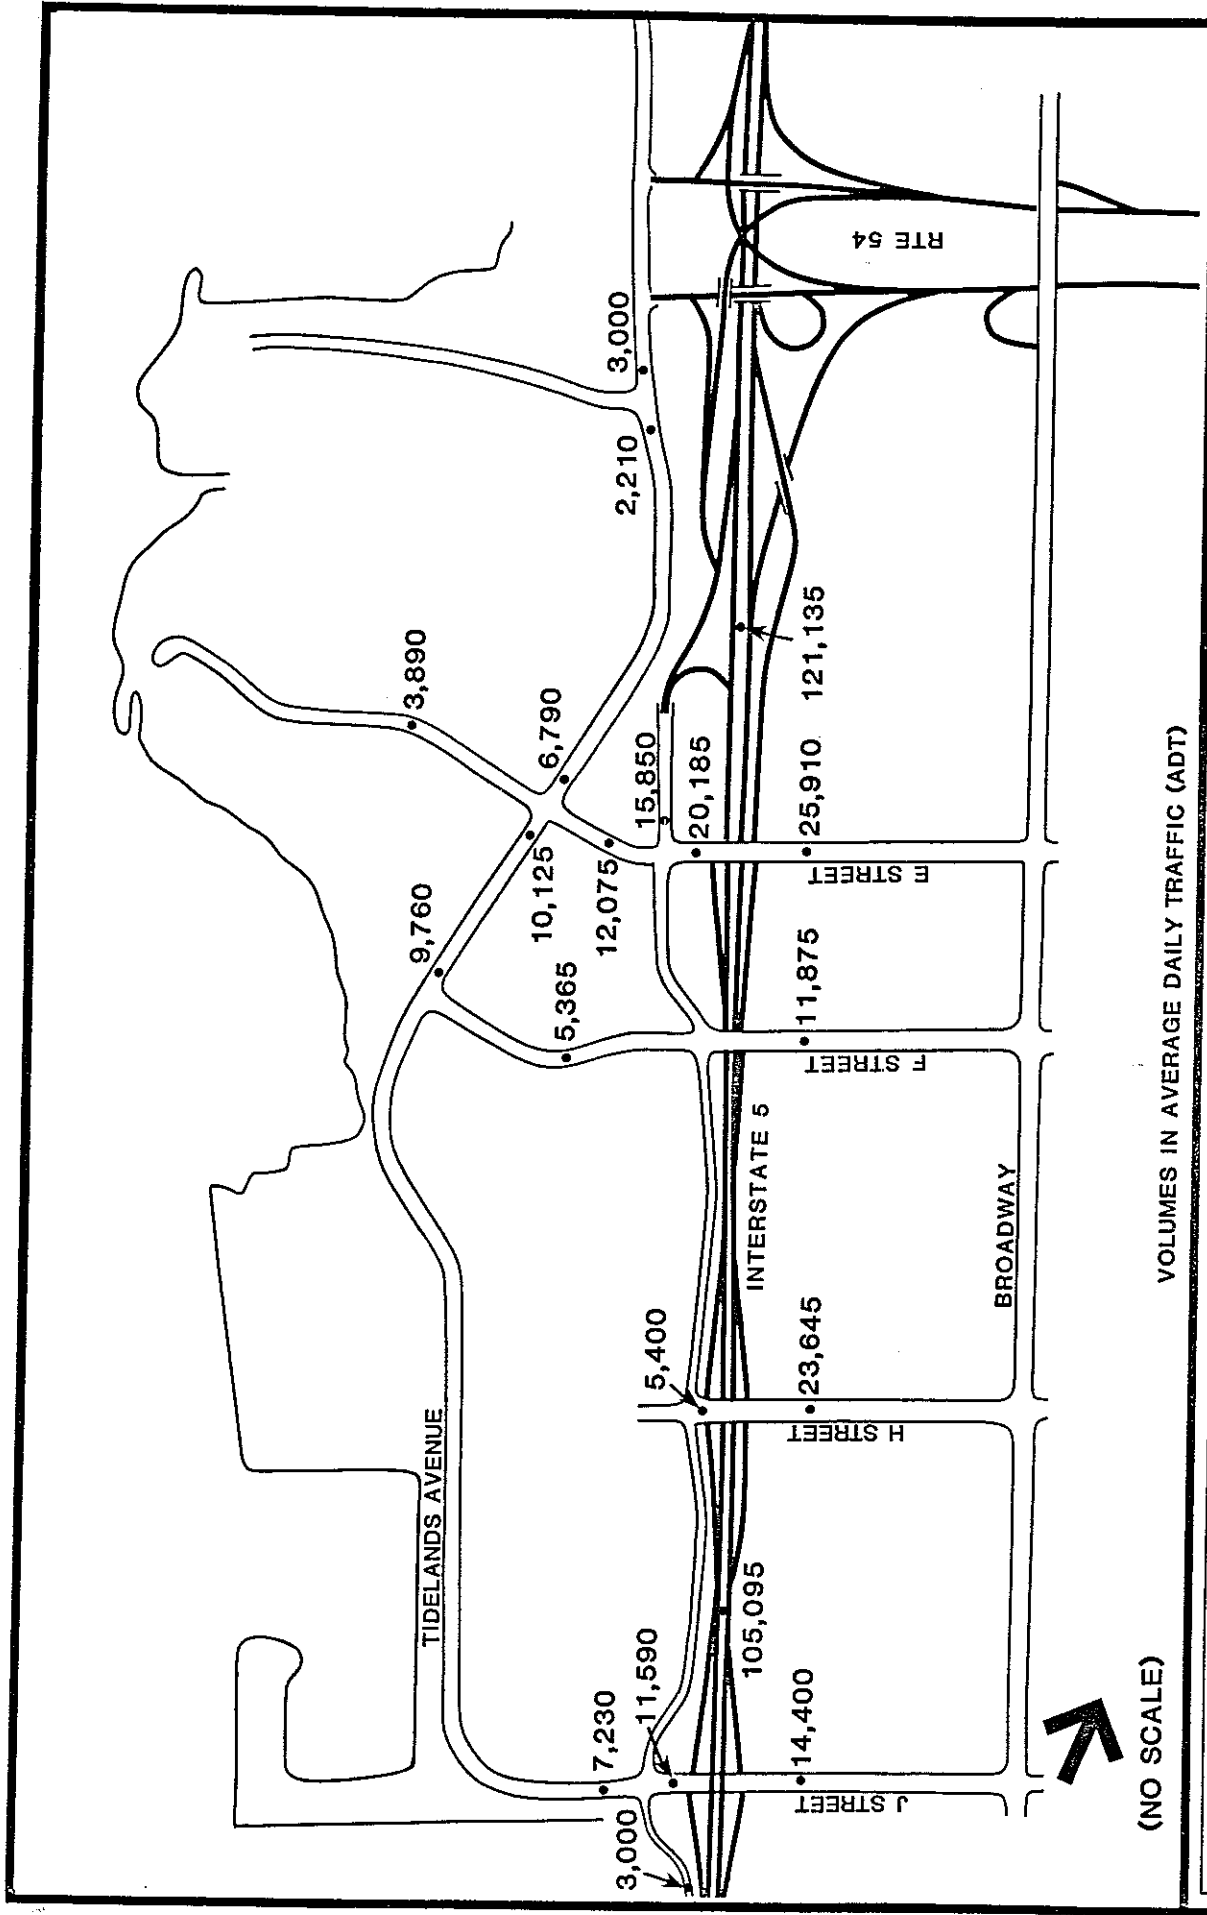 3,000
2,210
RTE 54
3,890
6,790
15,850
20,185
121,135
25,910
E STREET
9,760
10,125
12,075
5,365
11,875
F STREET
INTERSTATE 5
BROADWAY
TIDELANDS AVENUE
5,400
23,645
H STREET
105,095
7,230
11,590
14,400
J STREET
3,000
(NO SCALE)
VOLUMES IN AVERAGE DAILY TRAFFIC (ADT)